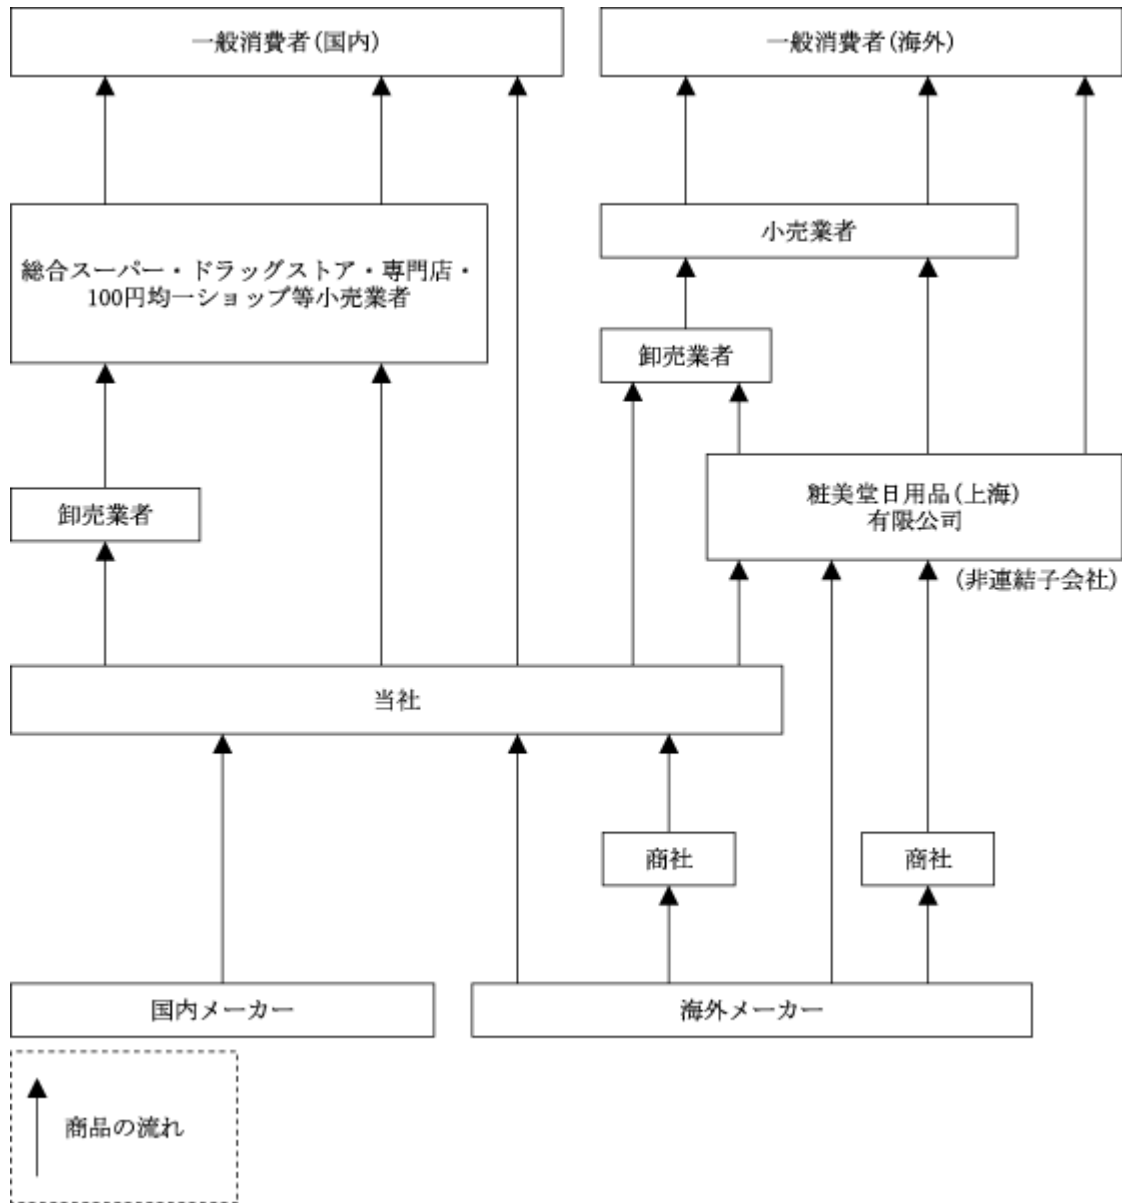 一般消費者(国内)
一般消費者(海外)
総合スーパー・ドラッグストア・専門店・
100円均一ショップ等小売業者
小売業者
卸売業者
卸売業者
粧美堂日用品(上海)
有限公司
(非連結子会社)
当社
商社
商社
国内メーカー
海外メーカー
商品の流れ